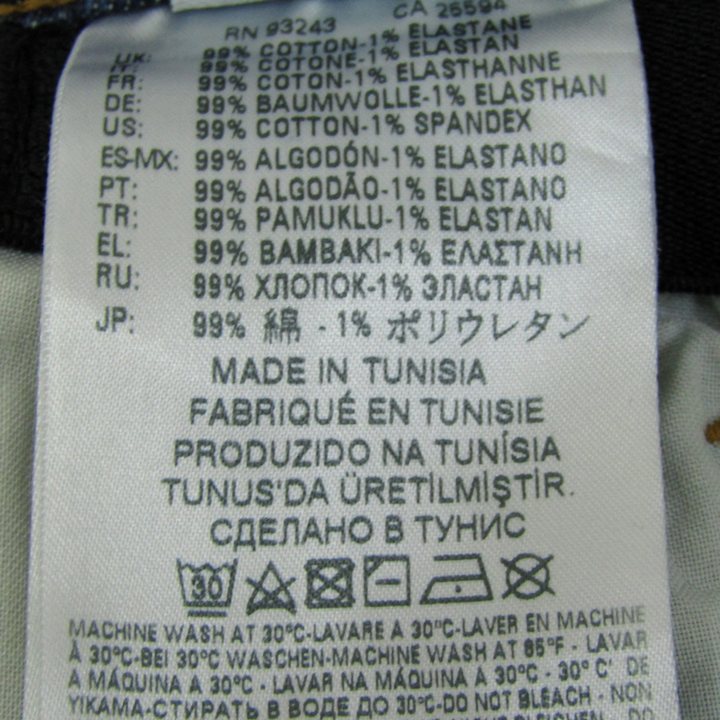 RN 93243 CA 26594
UK: 99% COTTON-1% ELASTANE
99% COTONE-1% ELASTAN
FR: 99% COTON-1% ELASTHANNE
DE: 99% BAUMWOLLE-1% ELASTHAN
US: 99% COTTON-1% SPANDEX
ES-MX: 99% ALGODÓN-1% ELASTANO
PT: 99% ALGODÃO-1% ELASTANO
TR: 99% PAMUKLU-1% ELASTAN
EL: 99% BAMBAKI-1% ΕΛΑΣΤΑΝΗ
RU: 99% ХЛОПОК-1% ЭЛАСТАН
JP: 99% 綿 - 1% ポリウレタン
MADE IN TUNISIA
FABRIQUÉ EN TUNISIE
PRODUZIDO NA TUNÍSIA
TUNUS'DA ÜRETİLMİŞTİR.
СДЕЛАНО В ТУНИС
30
MACHINE WASH AT 30°C-LAVARE A 30°C-LAVER EN MACHINE
À 30°C-BEI 30°C WASCHEN-MACHINE WASH AT 85°F - LAVAR
A MÁQUINA A 30°C - LAVAR NA MÁQUINA A 30°C - 30° C' DE
YIKAMA-СТИРАТЬ В ВОДЕ ДО 30°C-DO NOT BLEACH - NON